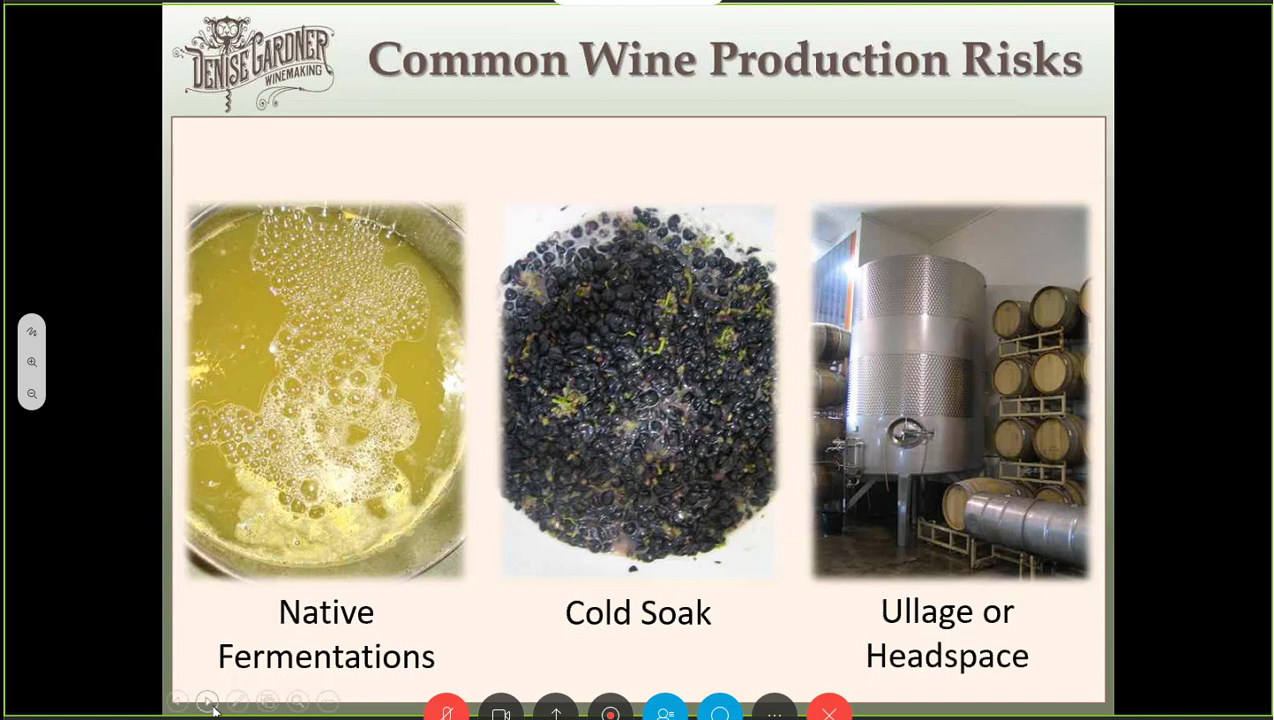 DENISE GARDNER
WINEMAKING
Common Wine Production Risks
Native
Fermentations
Cold Soak
Ullage or
Headspace